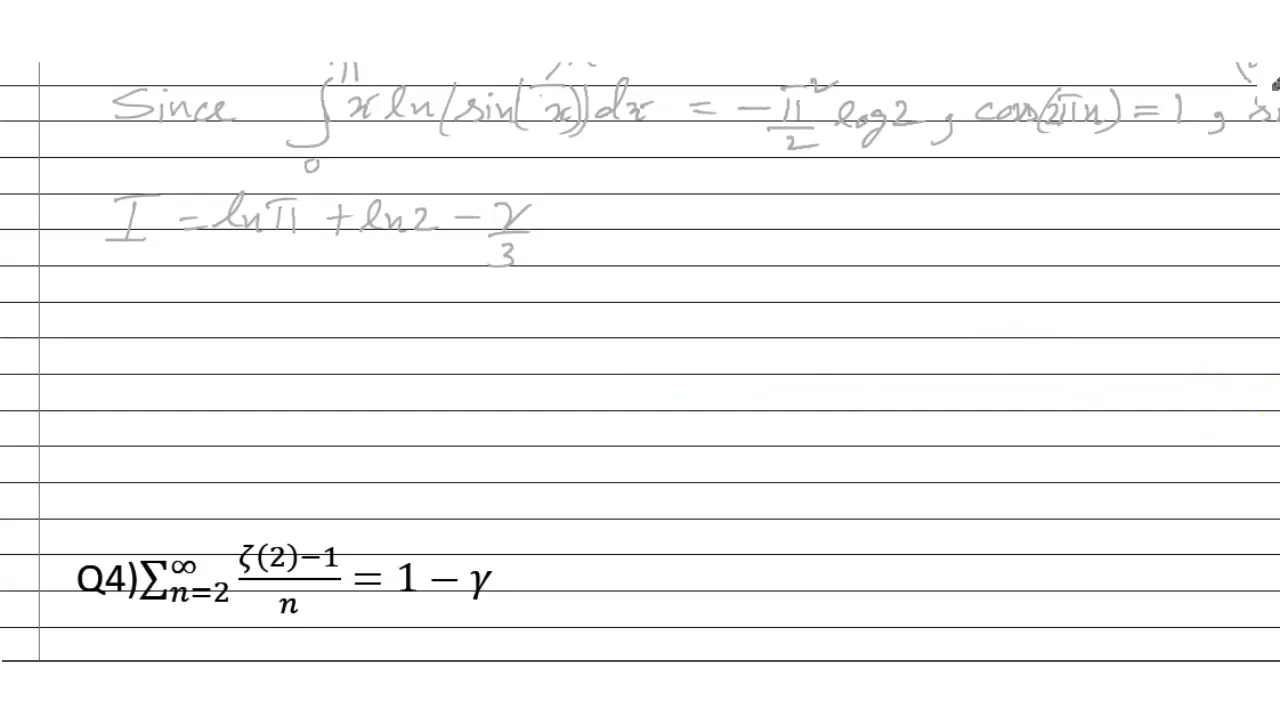 Since ∫₀^π x ln(sin(x))dx = -π²/2 log2, cos(2πn) = 1,
I = lnπ + ln2 - γ/3
Q4)∑_{n=2}^{∞} (ζ(2)−1)/n = 1 − γ